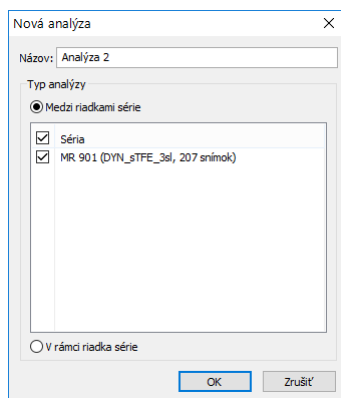 Nová analýza
Názov: Analýza 2
Typ analýzy
Medzi riadkami série
Séria
MR 901 (DYN_sTFE_3sl, 207 snímok)
V rámci riadka série
OK Zrušiť